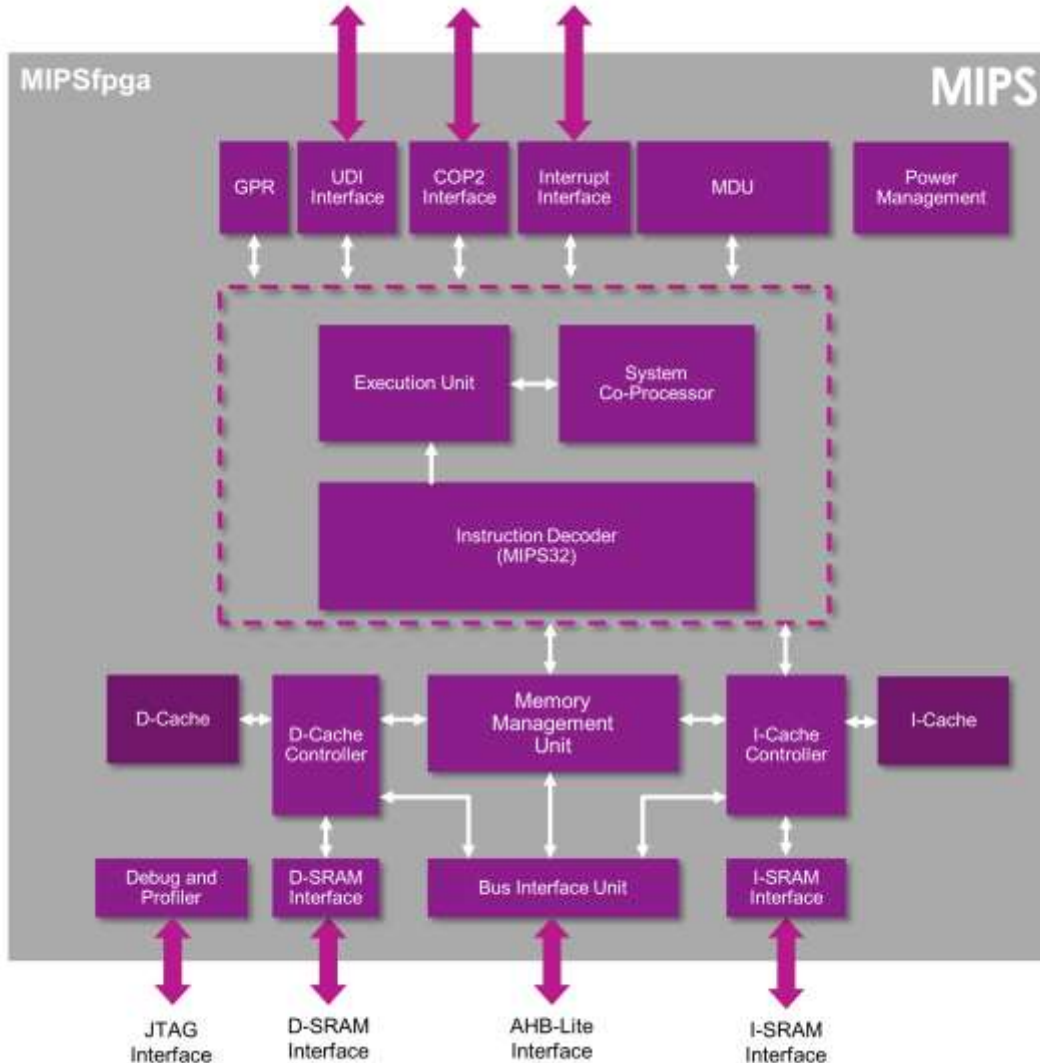 MIPSfpga
MIPS
GPR
UDI
Interface
COP2
Interface
Interrupt
Interface
MDU
Power
Management
Execution Unit
System
Co-Processor
Instruction Decoder
(MIPS32)
D-Cache
D-Cache
Controller
Memory
Management
Unit
I-Cache
Controller
I-Cache
Debug and
Profiler
D-SRAM
Interface
Bus Interface Unit
I-SRAM
Interface
JTAG
Interface
D-SRAM
Interface
AHB-Lite
Interface
I-SRAM
Interface